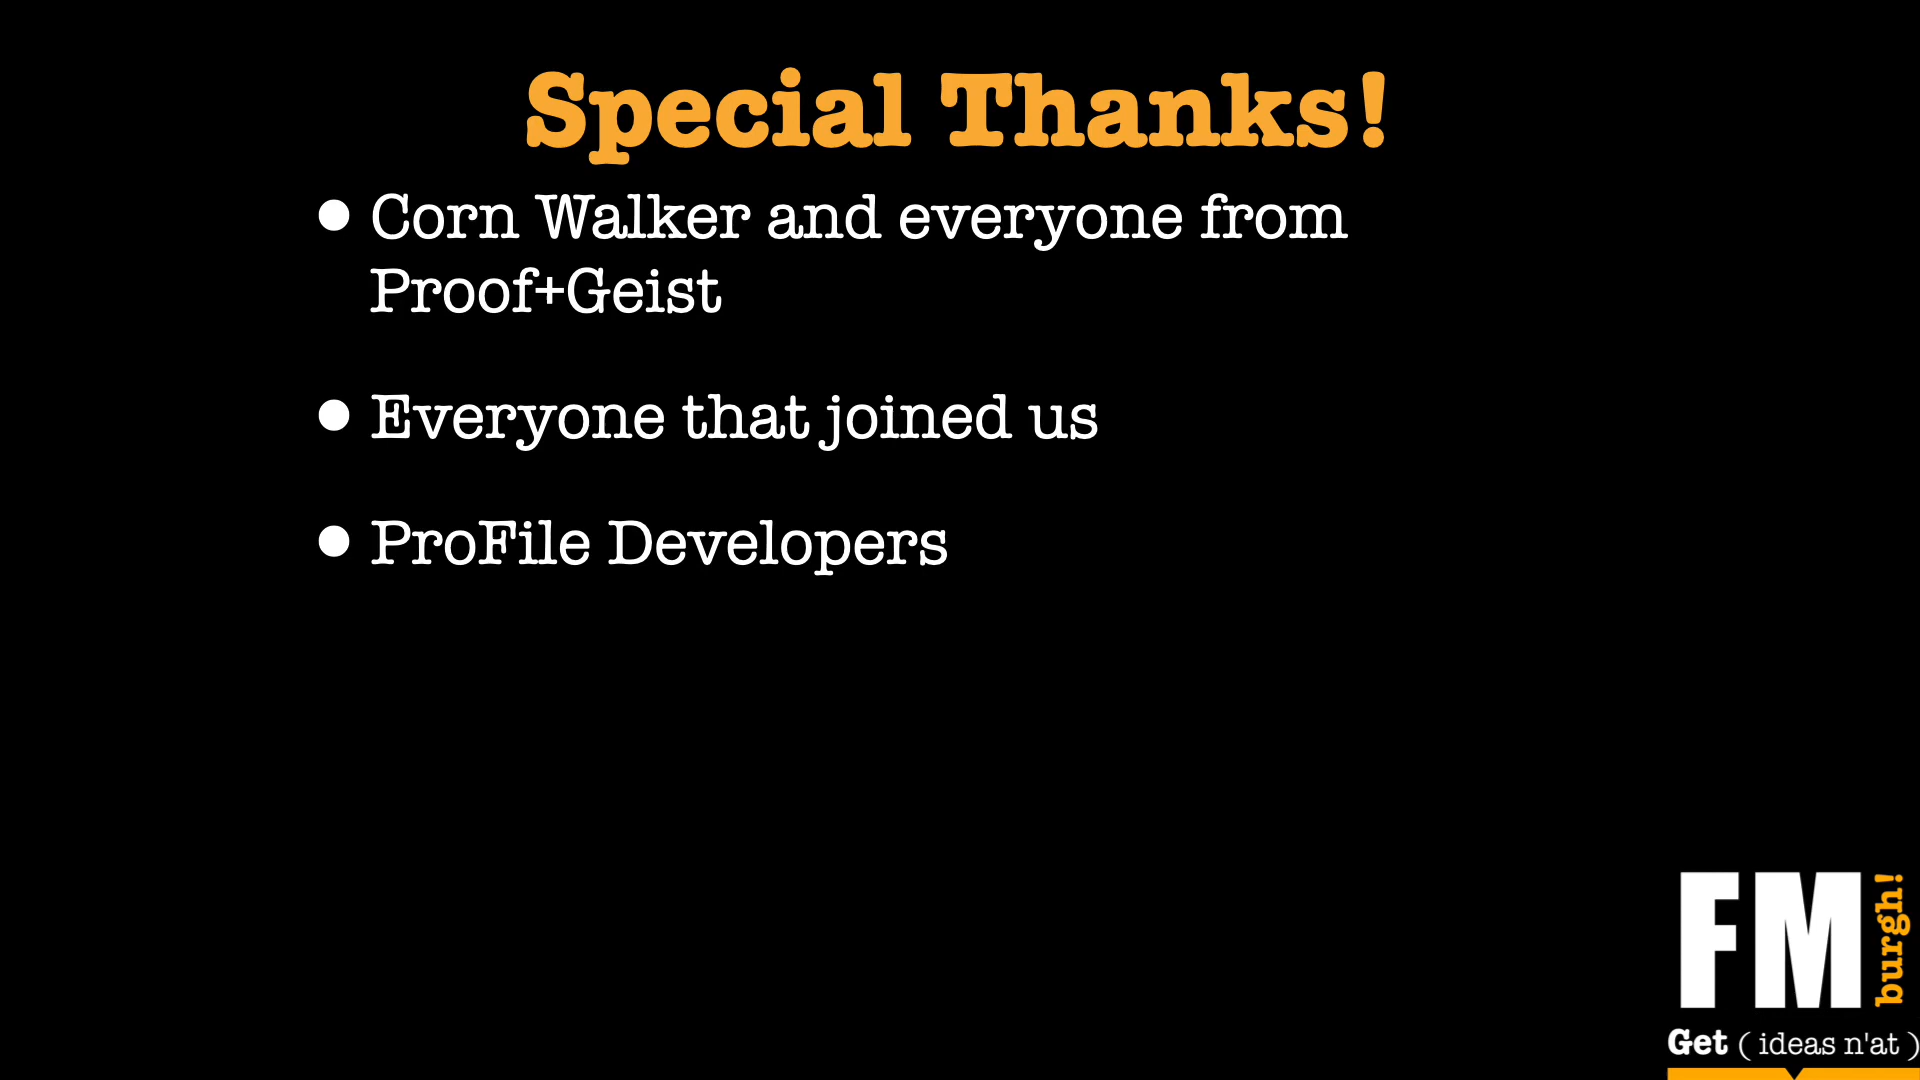 Special Thanks!
• Corn Walker and everyone from
Proof+Geist
• Everyone that joined us
• ProFile Developers
FM
burgh!
Get ( ideas n'at )